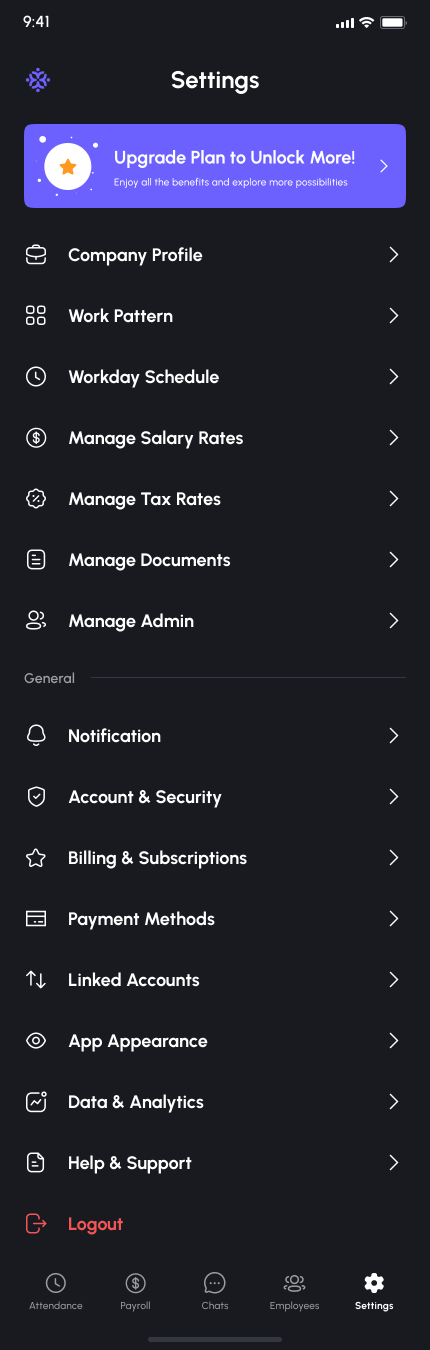 9:41
Settings
Upgrade Plan to Unlock More!
Enjoy all the benefits and explore more possibilities
Company Profile
Work Pattern
Workday Schedule
Manage Salary Rates
Manage Tax Rates
Manage Documents
Manage Admin
General
Notification
Account & Security
Billing & Subscriptions
Payment Methods
Linked Accounts
App Appearance
Data & Analytics
Help & Support
Logout
Attendance Payroll Chats Employees Settings